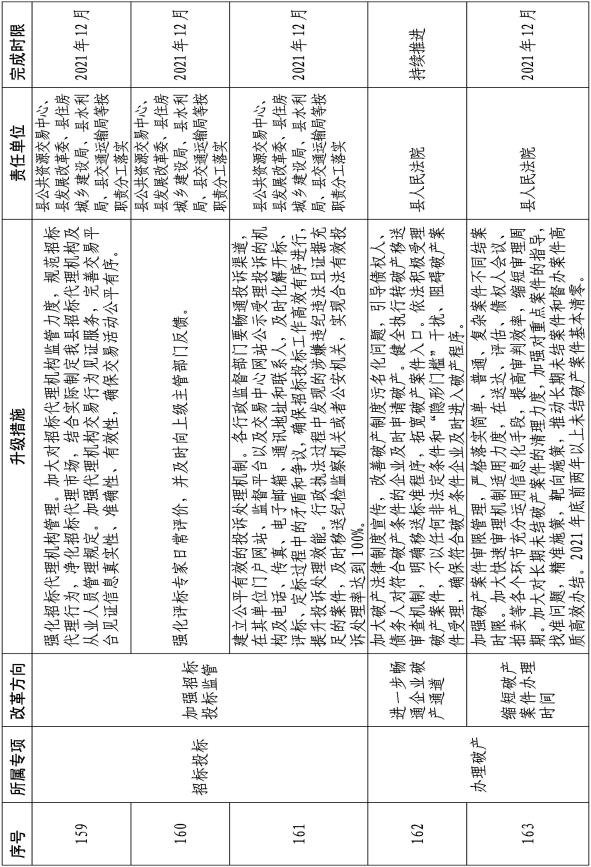 序号
所属专项
改革方向
升级措施
责任单位
完成时限
159
招标投标
加强招标
投标监管
强化招标代理机构管理。加大对招标代理机构监管力度，规范招标
代理行为，净化招标代理市场，结合实际制定我县招标代理机构及
从业人员管理规定。加强代理机构交易行为见证服务，完善交易平
台见证信息真实性、准确性、有效性，确保交易活动公平有序。
县公共资源交易中心、
县发展改革委、县住房
城乡建设局、县水利
局、县交通运输局等按
职责分工落实
2021年12月
160
强化评标专家日常评价，并及时向上级主管部门反馈。
县公共资源交易中心、
县发展改革委、县住房
城乡建设局、县水利
局、县交通运输局等按
职责分工落实
2021年12月
161
建立公平有效的投诉处理机制。各行政监督部门要畅通投诉渠道，
在其单位门户网站、监督平台以及交易中心网站公示受理投诉的机
构及电话，传真、电子邮箱、通讯地址和联系人，及时化解开标、
评标、定标过程中的矛盾和争议，确保招标投标工作高效有序进行，
提升投诉处理效能。行政执法过程中发现的涉嫌违纪违法且证据充
足的案件，及时移送纪检监察机关或者公安机关，实现合法有效投
诉处理率达到100%。
县公共资源交易中心、
县发展改革委、县住房
城乡建设局、县水利
局、县交通运输局等按
职责分工落实
2021年12月
162
办理破产
进一步畅
通企业破
产通道
加大破产法律制度宣传，改善破产制度污名化问题，引导债权人、
债务人对符合破产条件的企业及时申请破产。健全执行转破产移送
审查机制，明确移送标准程序，拓宽破产案件入口。依法积极受理
破产案件，不以任何非法定条件和“隐形门槛”干扰、阻碍破产案
件受理，确保符合破产条件企业及时进入破产程序。
县人民法院
持续推进
163
缩短破产
案件办理
时间
加强破产案件审限管理，严格落实简单、普通、复杂案件不同结案
时限。加大快速审理机制适用力度，在送达、评估、债权人会议、
拍卖等各个环节充分运用信息化手段，提高审判效率，缩短审理周
期。加大对长期未结破产案件的清理力度，加强对重点案件的指导，
找准问题，精准施策，靶向施策，推动长期未结案件和督办案件高
质高效办结。2021年底前两年以上未结破产案件基本清零。
县人民法院
2021年12月